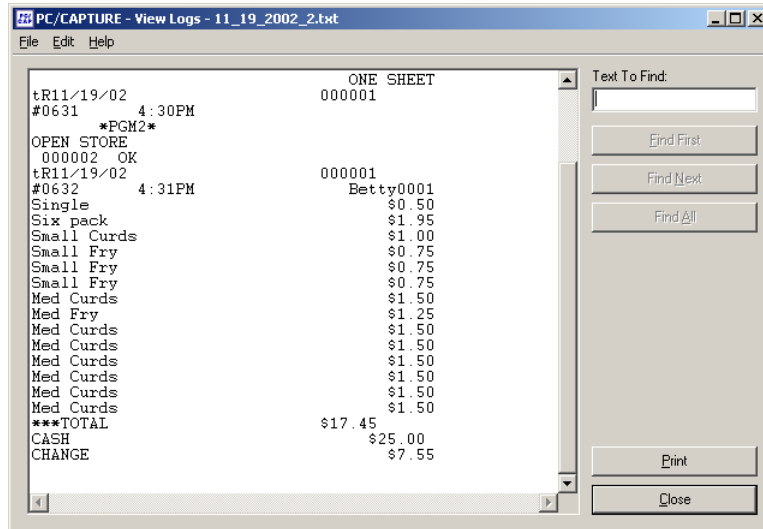 PC/CAPTURE - View Logs - 11_19_2002_2.txt
File Edit Help
ONE SHEET
tR11/19/02 000001
#0631 4:30PM
*PGM2*
OPEN STORE
000002 OK
tR11/19/02 000001
#0632 4:31PM Betty0001
Single $0.50
Six pack $1.95
Small Curds $1.00
Small Fry $0.75
Small Fry $0.75
Small Fry $0.75
Med Curds $1.50
Med Fry $1.25
Med Curds $1.50
Med Curds $1.50
Med Curds $1.50
Med Curds $1.50
Med Curds $1.50
Med Curds $1.50
***TOTAL $17.45
CASH $25.00
CHANGE $7.55
Text To Find:
Find First
Find Next
Find All
Print
Close